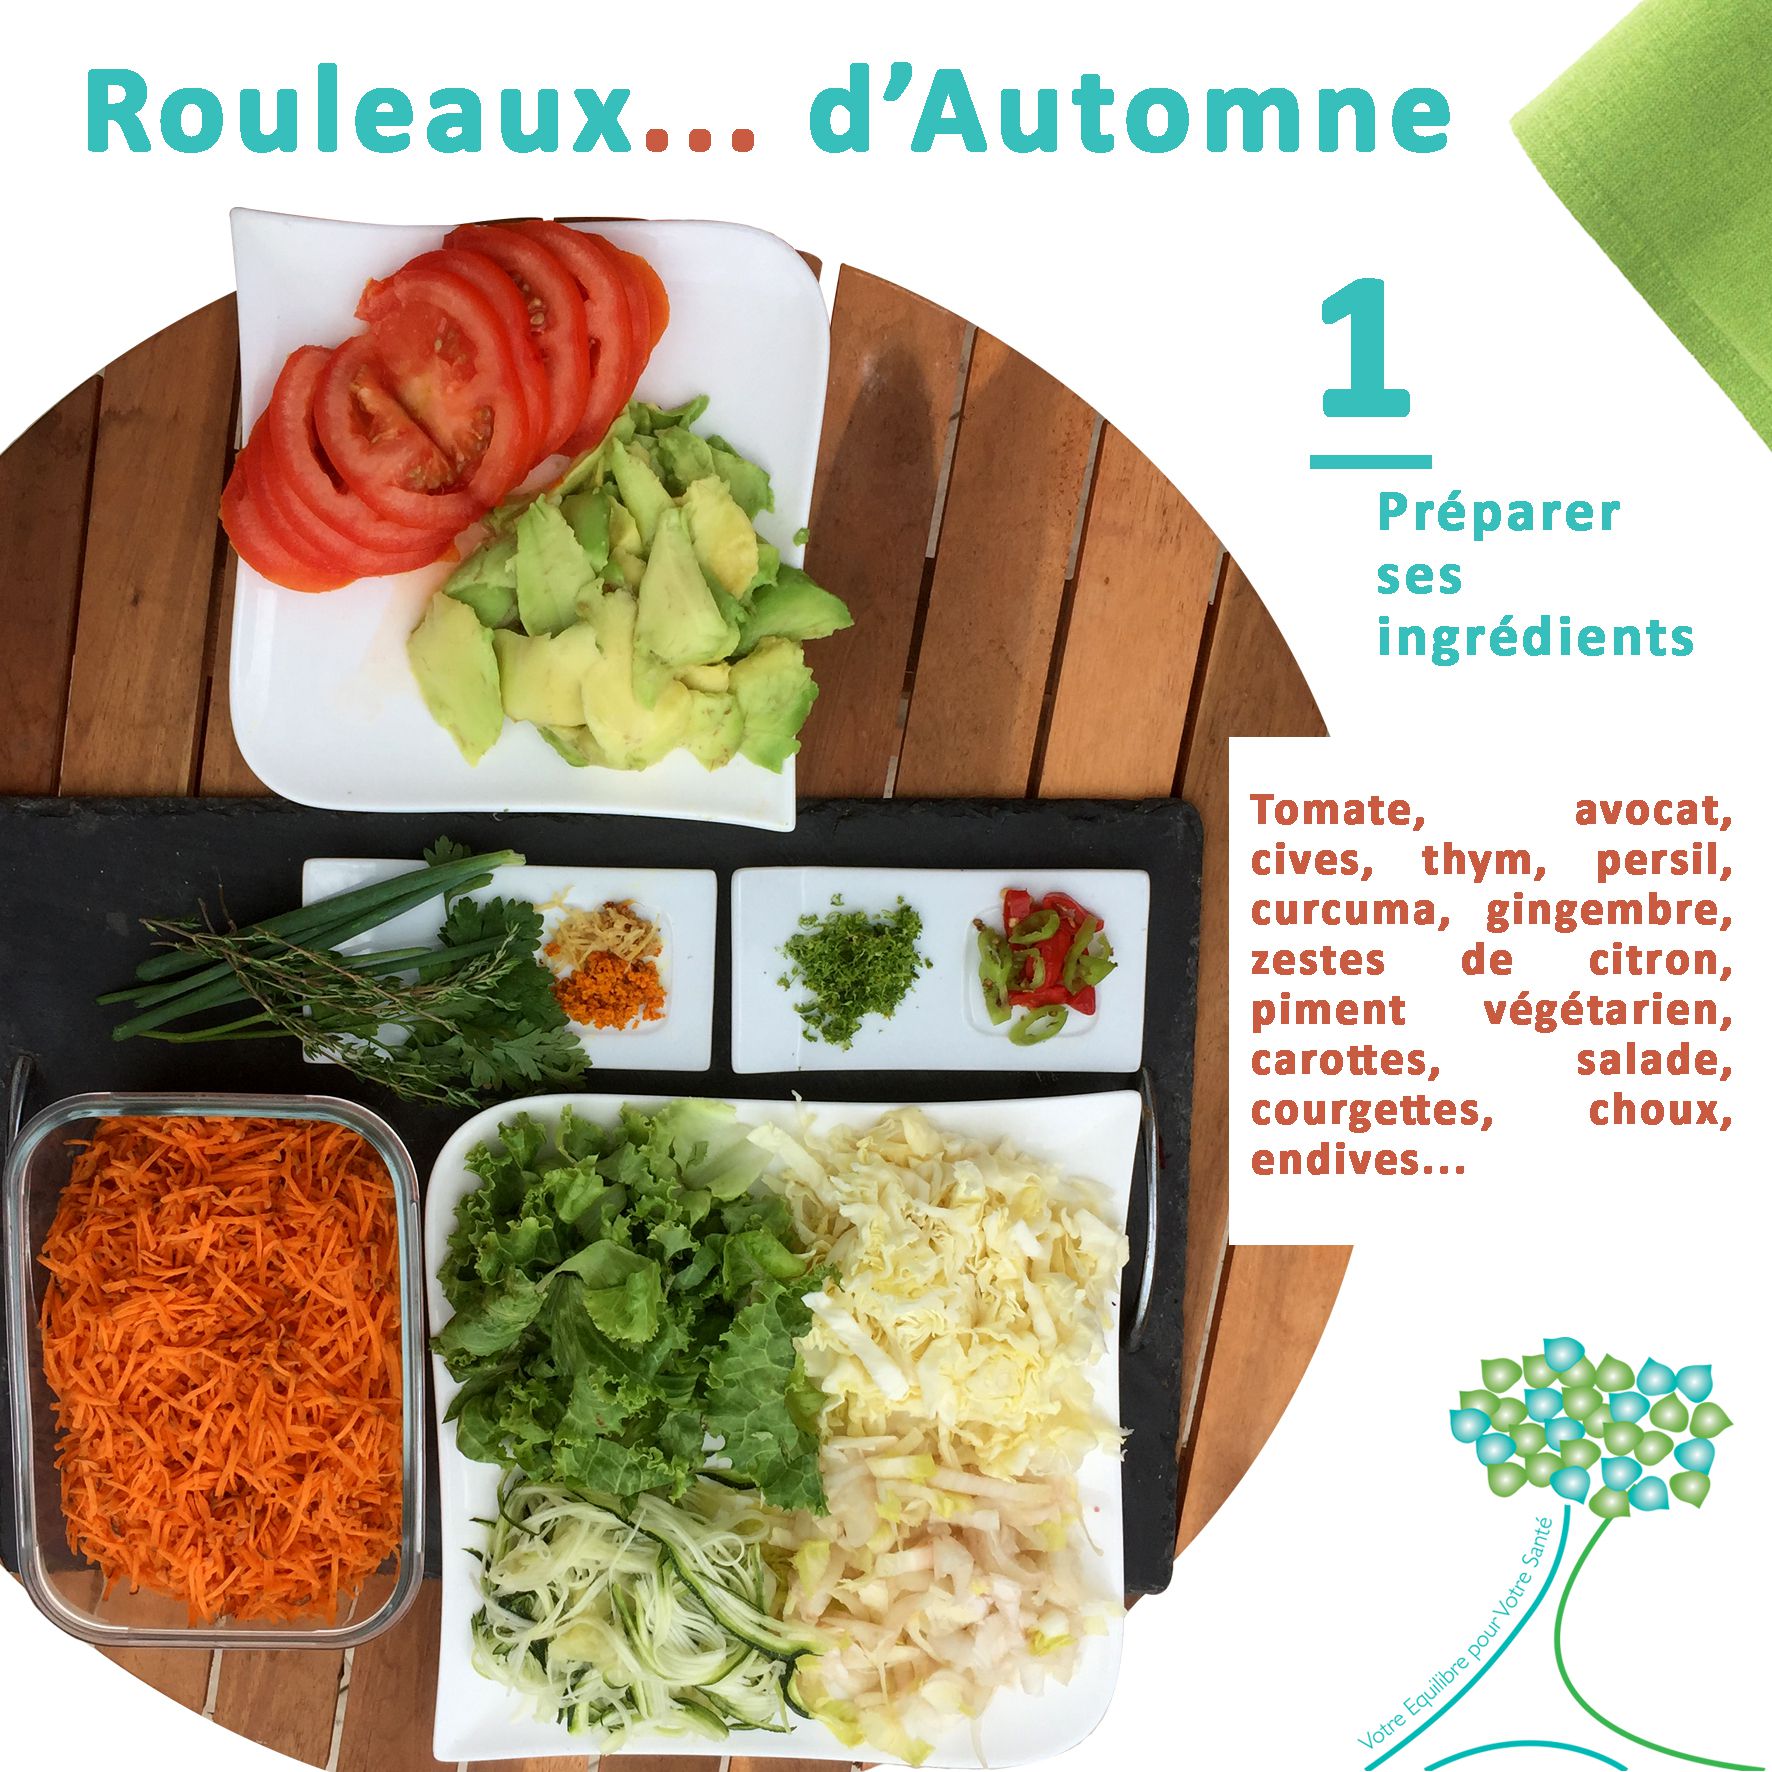 Rouleaux... d’Automne
1
Préparer
ses
ingrédients
Tomate, avocat,
cives, thym, persil,
curcuma, gingembre,
zestes de citron,
piment végétarien,
carottes, salade,
courgettes, choux,
endives...
Votre Equilibre pour Votre Santé